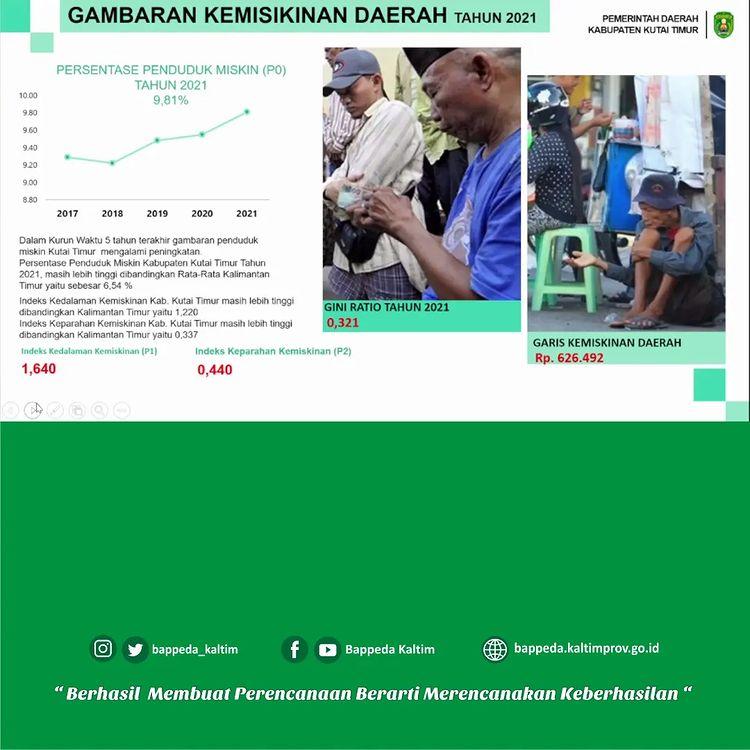 GAMBARAN KEMISIKINAN DAERAH TAHUN 2021
PEMERINTAH DAERAH
KABUPATEN KUTAI TIMUR
PERSENTASE PENDUDUK MISKIN (P0)
TAHUN 2021
9,81%
10.00
9.80
9.60
9.40
9.20
9.00
8.80
2017 2018 2019 2020 2021
Dalam Kurun Waktu 5 tahun terakhir gambaran penduduk
miskin Kutai Timur mengalami peningkatan.
Persentase Penduduk Miskin Kabupaten Kutai Timur Tahun
2021, masih lebih tinggi dibandingkan Rata-Rata Kalimantan
Timur yaitu sebesar 6,54 %
Indeks Kedalaman Kemiskinan Kab. Kutai Timur masih lebih tinggi
dibandingkan Kalimantan Timur yaitu 1,220
Indeks Keparahan Kemiskinan Kab. Kutai Timur masih lebih tinggi
dibandingkan Kalimantan Timur yaitu 0,337
Indeks Kedalaman Kemiskinan (P1)
1,640
Indeks Keparahan Kemiskinan (P2)
0,440
GINI RATIO TAHUN 2021
0,321
GARIS KEMISKINAN DAERAH
Rp. 626.492
bappeda_kaltim
Bappeda Kaltim
bappeda.kaltimprov.go.id
“ Berhasil Membuat Perencanaan Berarti Merencanakan Keberhasilan “